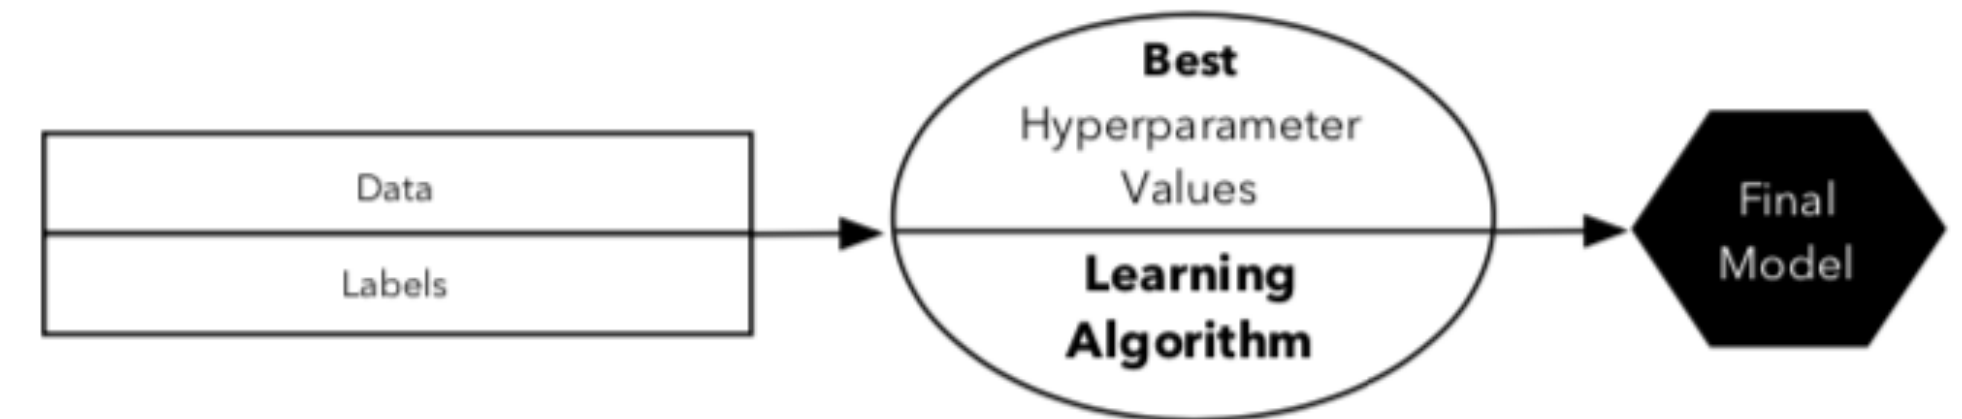 Data
Labels
Best
Hyperparameter
Values
Learning
Algorithm
Final
Model